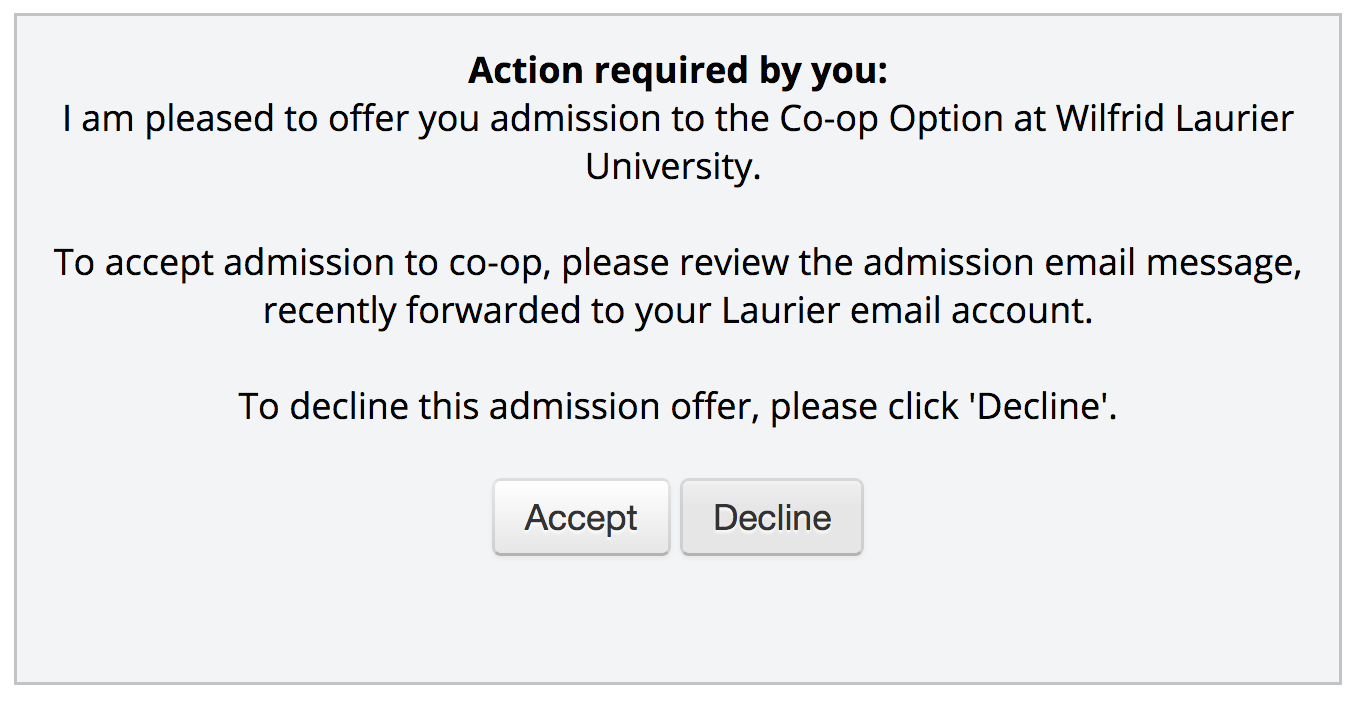 Action required by you:
I am pleased to offer you admission to the Co-op Option at Wilfrid Laurier
University.
To accept admission to co-op, please review the admission email message,
recently forwarded to your Laurier email account.
To decline this admission offer, please click 'Decline'.
Accept Decline